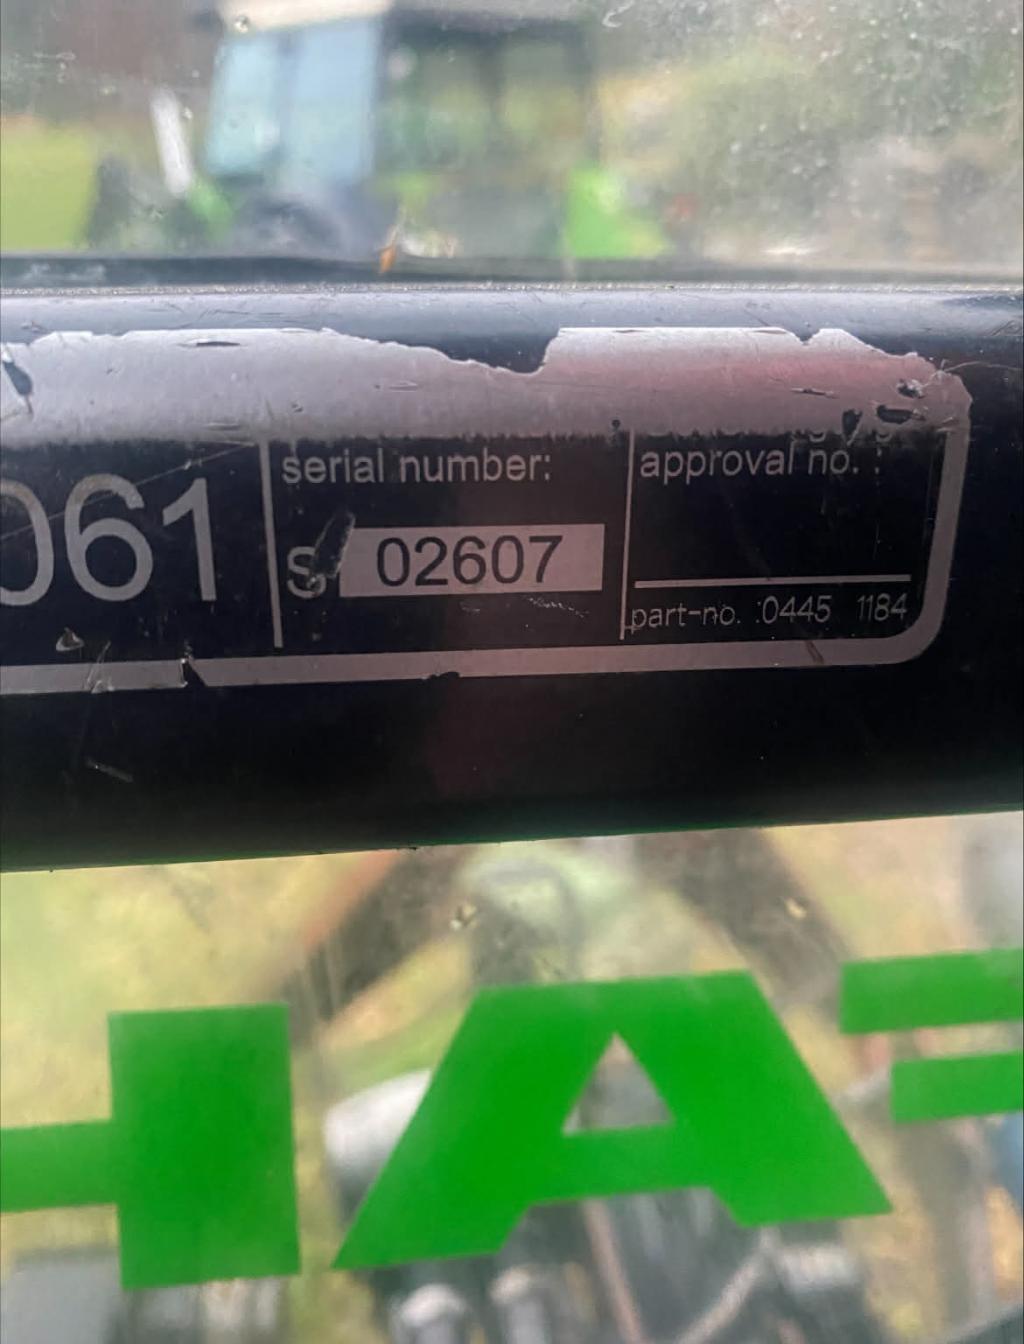 061
serial number:
S 02607
approval no. :
part-no. :0445 1184